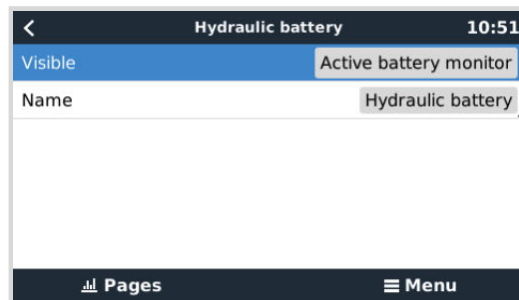 Hydraulic battery 10:51
Visible Active battery monitor
Name Hydraulic battery
Pages Menu